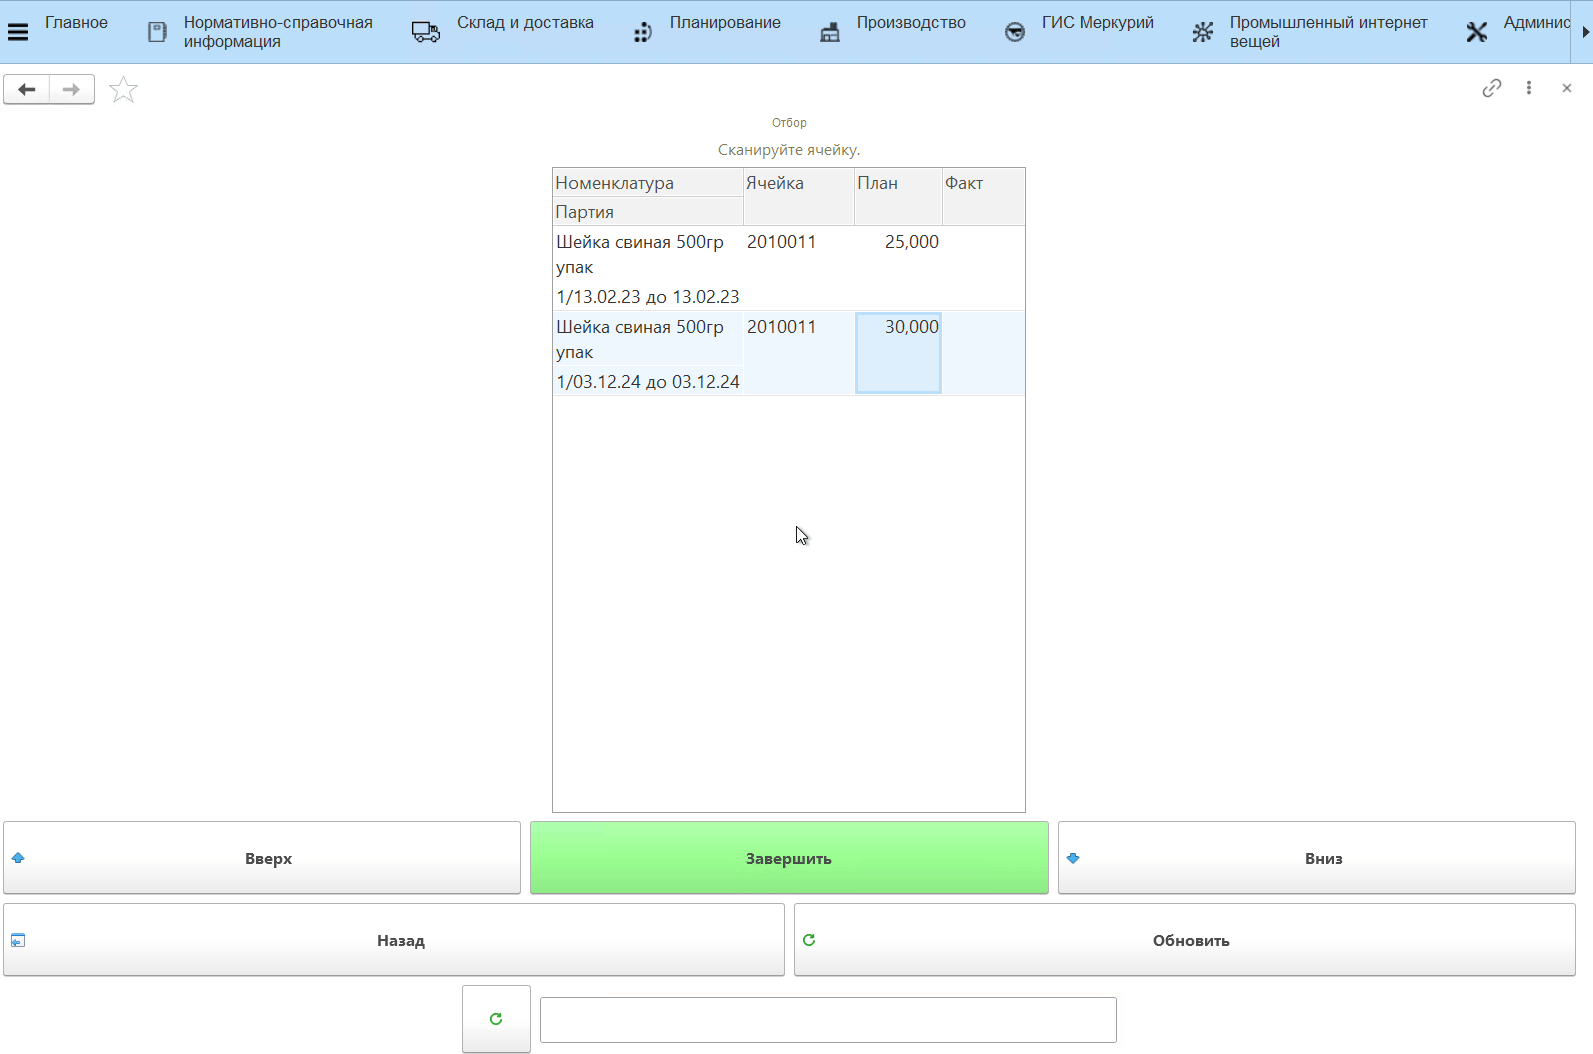 Главное
Нормативно-справочная
информация
Склад и доставка
Планирование
Производство
ГИС Меркурий
Промышленный интернет
вещей
Админис
Отбор
Сканируйте ячейку.
Номенклатура Ячейка План Факт
Партия
Шейка свиная 500гр 2010011 25,000
упак
1/13.02.23 до 13.02.23
Шейка свиная 500гр 2010011 30,000
упак
1/03.12.24 до 03.12.24
Вверх Завершить Вниз
Назад Обновить